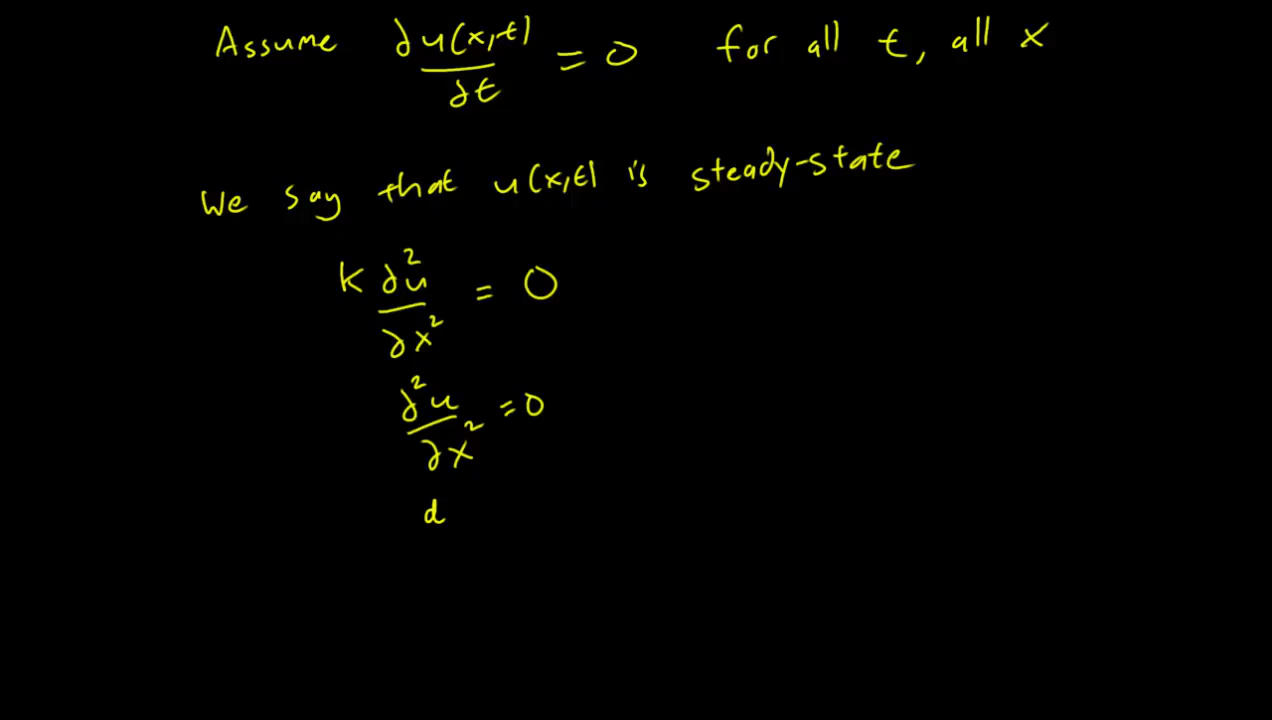 Assume ∂u(x,t)/∂t = 0 for all t, all x
We say that u(x,t) is steady-state
k ∂²u/∂x² = 0
∂²u/∂x² = 0
d